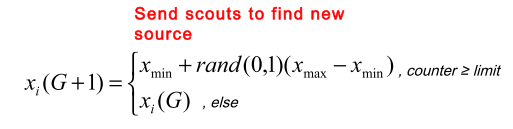 Send scouts to find new
source
x_i(G+1) = { x_min + rand(0,1)(x_max − x_min) , counter ≥ limit
x_i(G) , else